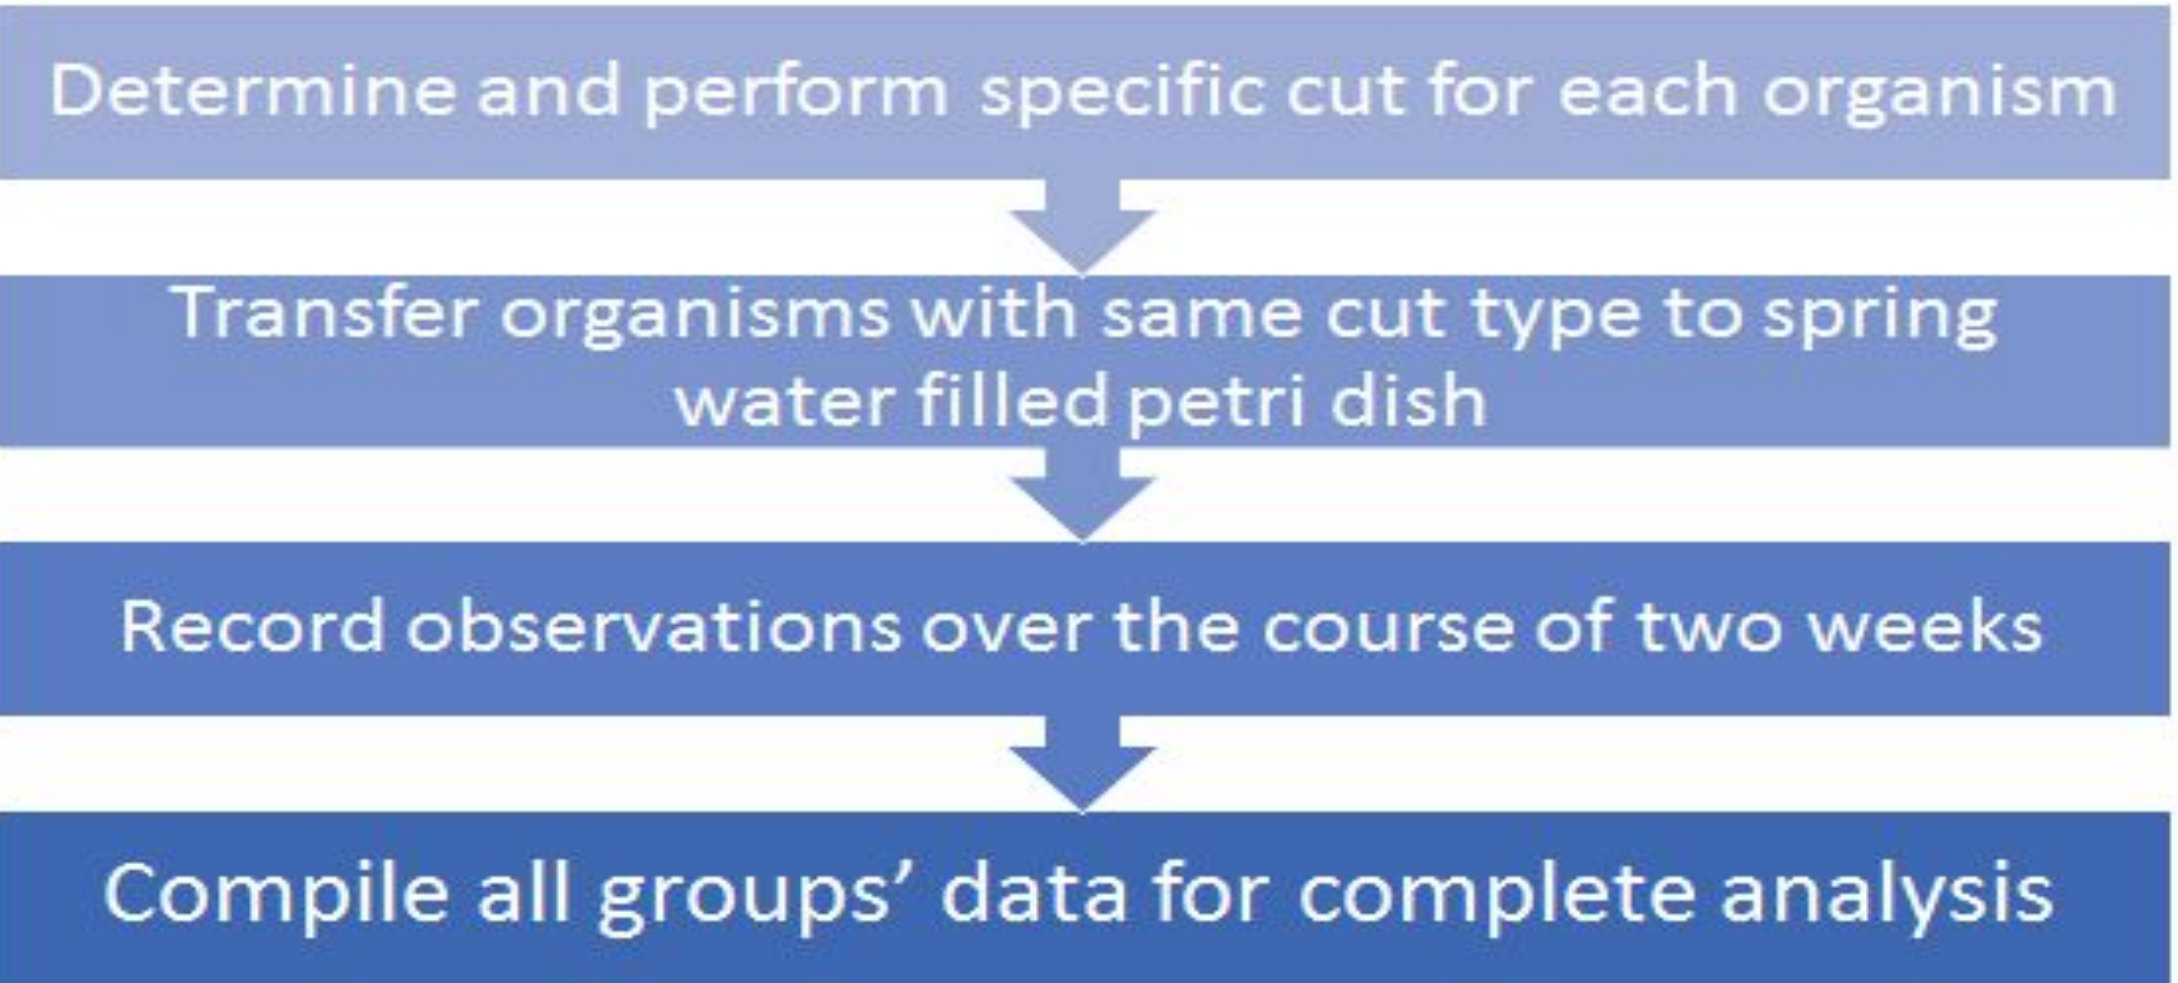 Determine and perform specific cut for each organism
Transfer organisms with same cut type to spring
water filled petri dish
Record observations over the course of two weeks
Compile all groups’ data for complete analysis